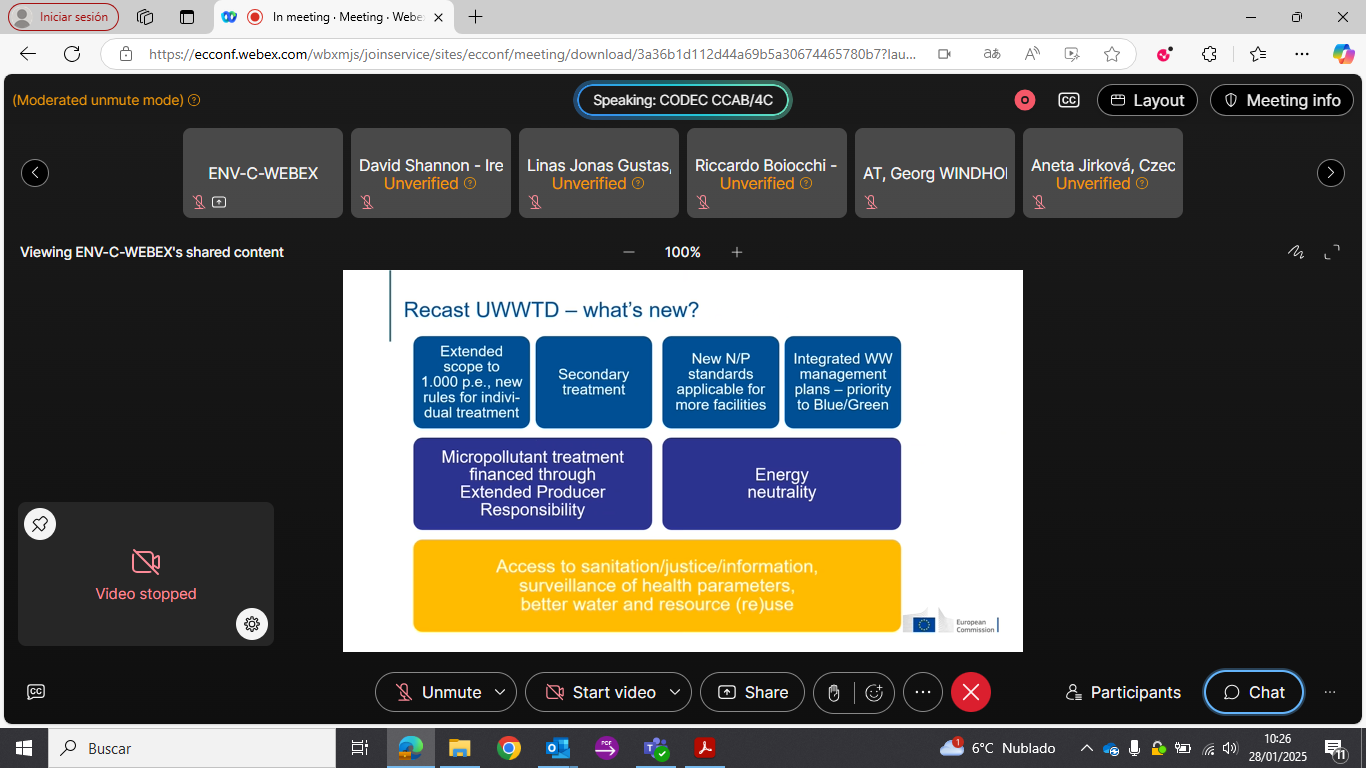 Iniciar sesión
In meeting · Meeting · Webe
https://ecconf.webex.com/wbxmjs/joinservice/sites/ecconf/meeting/download/3a36b1d112d44a69b5a30674465780b7?lau...
(Moderated unmute mode)
Speaking: CODEC CCAB/4C
CC
Layout
Meeting info
ENV-C-WEBEX
David Shannon - Ire
Unverified
Linas Jonas Gustas,
Unverified
Riccardo Boiocchi -
Unverified
AT, Georg WINDHO
Aneta Jirková, Czec
Unverified
Viewing ENV-C-WEBEX's shared content
100%
Recast UWWTD – what's new?
Extended
scope to
1.000 p.e., new
rules for indivi-
dual treatment
Secondary
treatment
New N/P
standards
applicable for
more facilities
Integrated WW
management
plans – priority
to Blue/Green
Micropollutant treatment
financed through
Extended Producer
Responsibility
Energy
neutrality
Access to sanitation/justice/information,
surveillance of health parameters,
better water and resource (re)use
European
Commission
Video stopped
CC
Unmute
Start video
Share
Participants
Chat
Buscar
PDF
1
6°C Nublado
10:26
28/01/2025
11